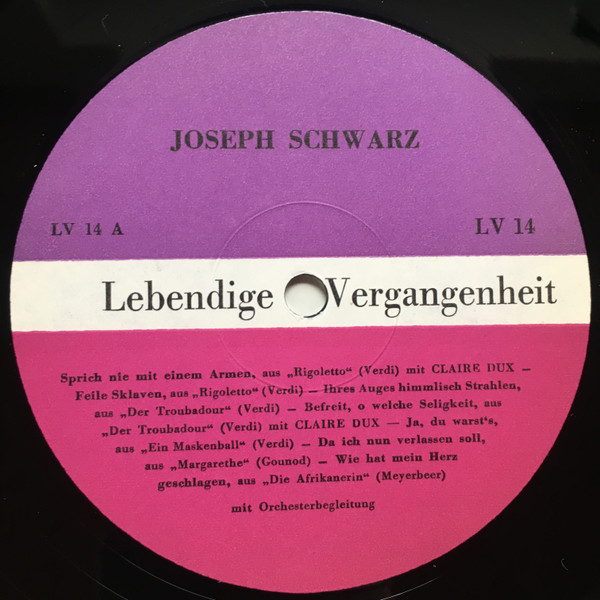 JOSEPH SCHWARZ
LV 14 A
LV 14
Lebendige Vergangenheit
Sprich nie mit einem Armen, aus „Rigoletto“ (Verdi) mit CLAIRE DUX –
Feile Sklaven, aus „Rigoletto“ (Verdi) – Ihres Auges himmlisch Strahlen,
aus „Der Troubadour“ (Verdi) – Befreit, o welche Seligkeit, aus
„Der Troubadour“ (Verdi) mit CLAIRE DUX – Ja, du warst's,
aus „Ein Maskenball“ (Verdi) – Da ich nun verlassen soll,
aus „Margarethe“ (Gounod) – Wie hat mein Herz
geschlagen, aus „Die Afrikanerin“ (Meyerbeer)
mit Orchesterbegleitung